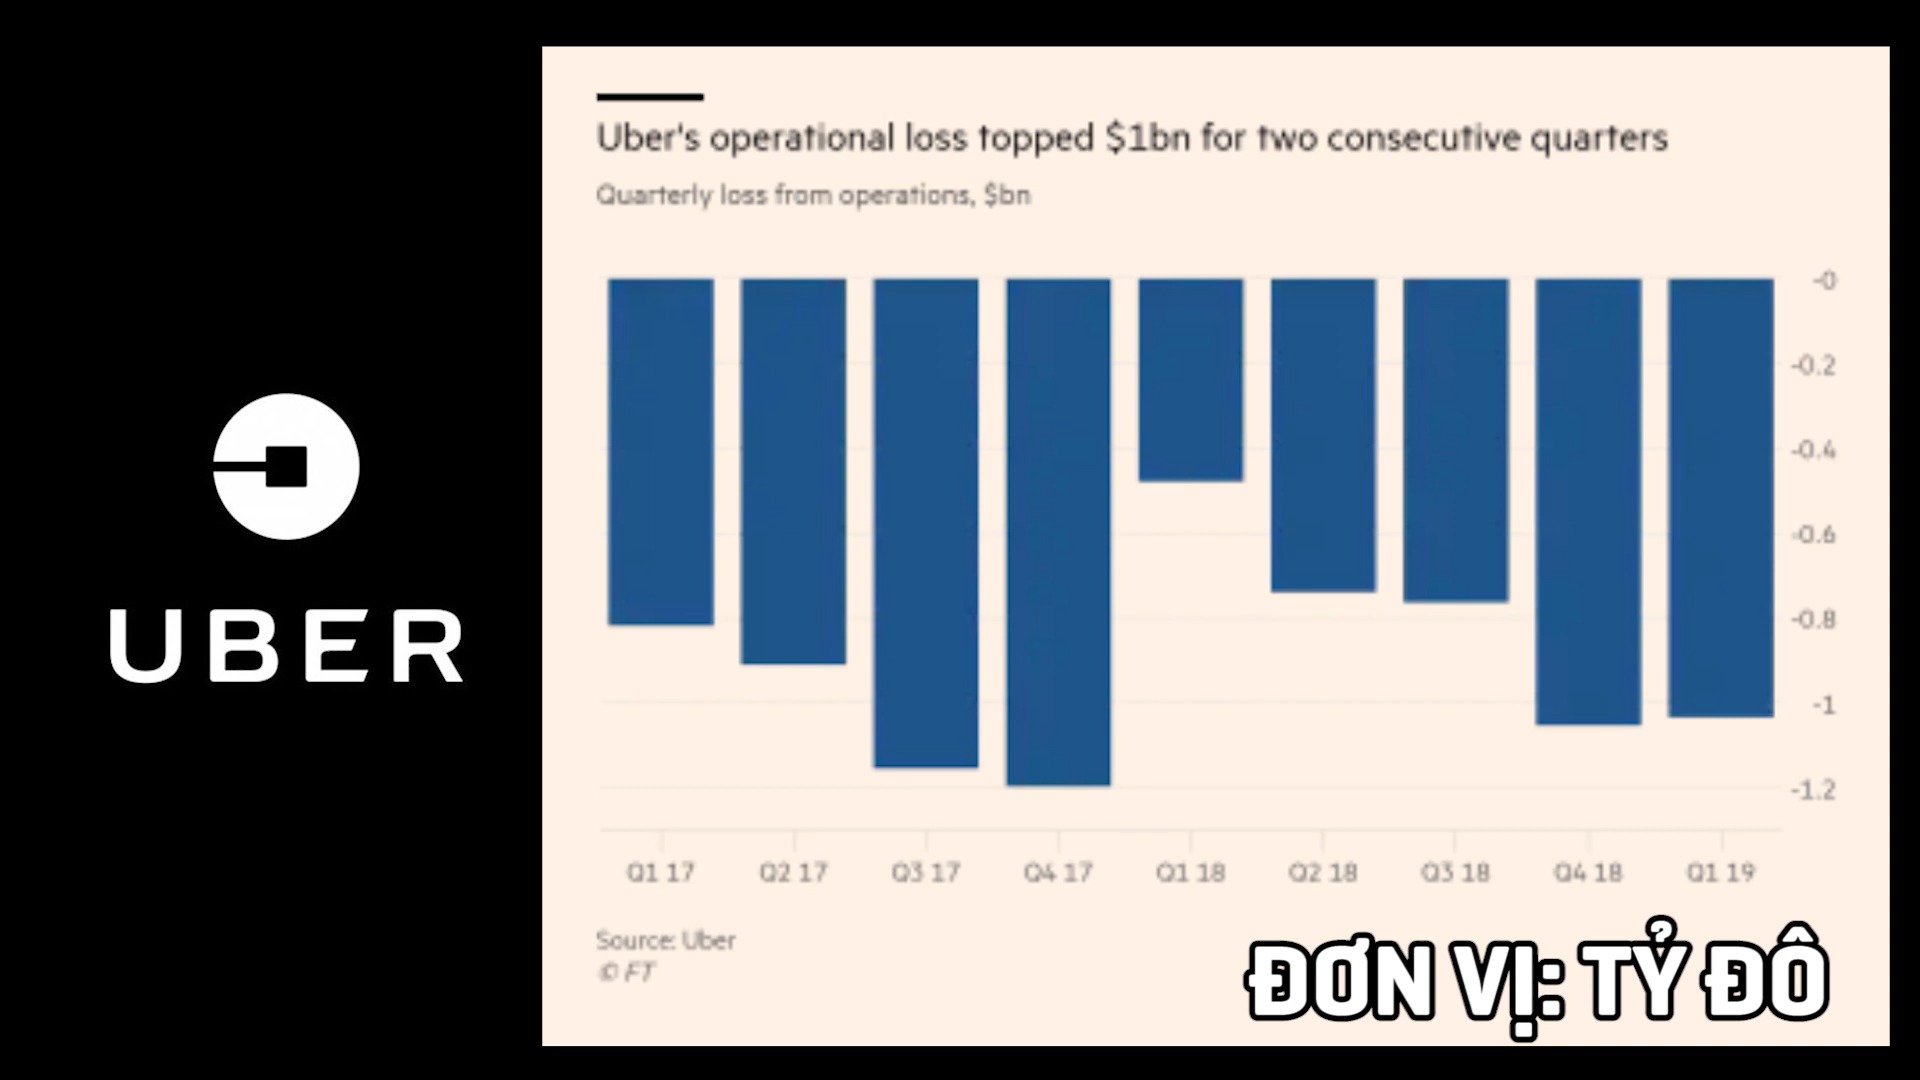 UBER
Uber's operational loss topped $1bn for two consecutive quarters
Quarterly loss from operations, $bn
-0
-0.2
-0.4
-0.6
-0.8
-1
-1.2
Q1 17 Q2 17 Q3 17 Q4 17 Q1 18 Q2 18 Q3 18 Q4 18 Q1 19
Source: Uber
© FT
ĐƠN VỊ: TỶ ĐÔ